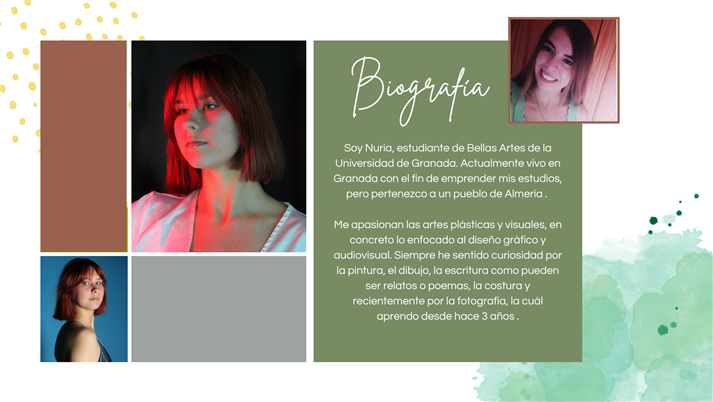 Biografía
Soy Nuria, estudiante de Bellas Artes de la
Universidad de Granada. Actualmente vivo en
Granada con el fin de emprender mis estudios,
pero pertenezco a un pueblo de Almería .
Me apasionan las artes plásticas y visuales, en
concreto lo enfocado al diseño gráfico y
audiovisual. Siempre he sentido curiosidad por
la pintura, el dibujo, la escritura como pueden
ser relatos o poemas, la costura y
recientemente por la fotografía, la cuál
aprendo desde hace 3 años .